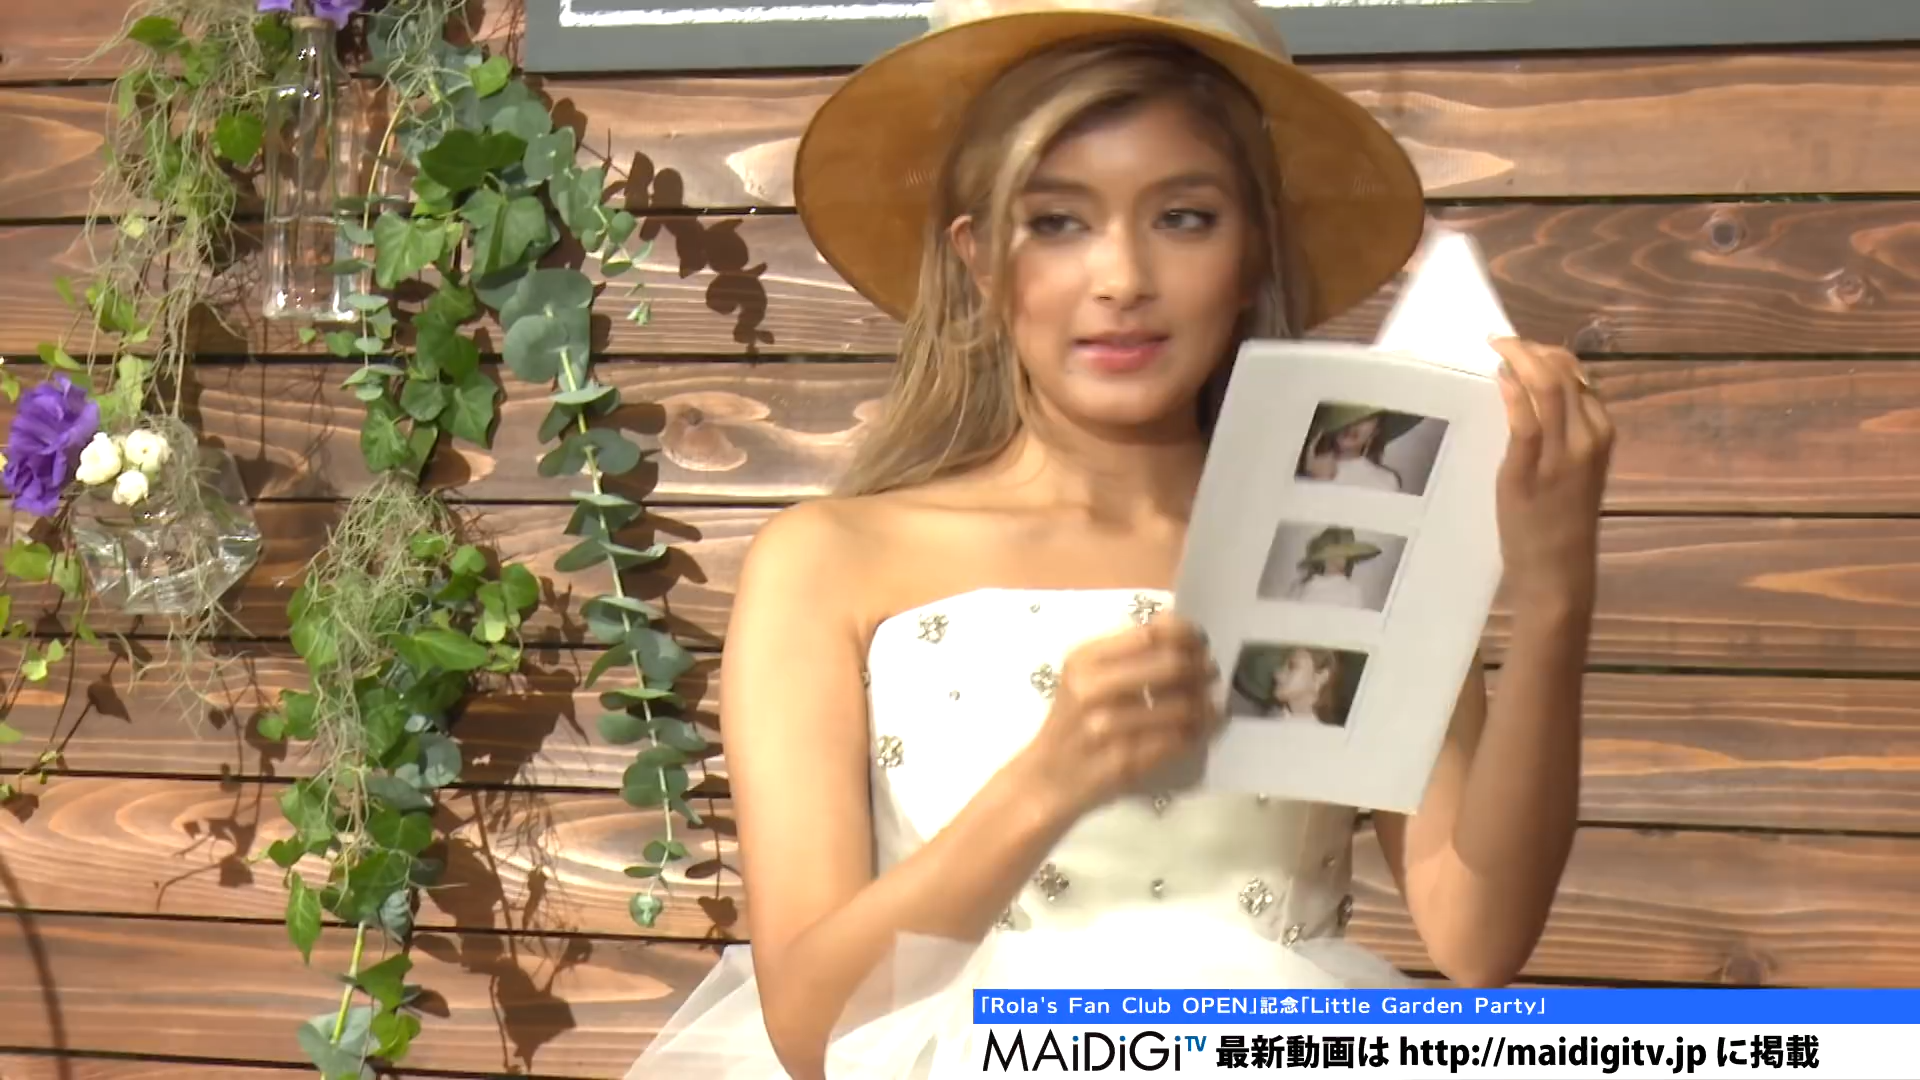 「Rola's Fan Club OPEN」記念「Little Garden Party」
MAiDiGiTV 最新動画は http://maidigitv.jp に掲載